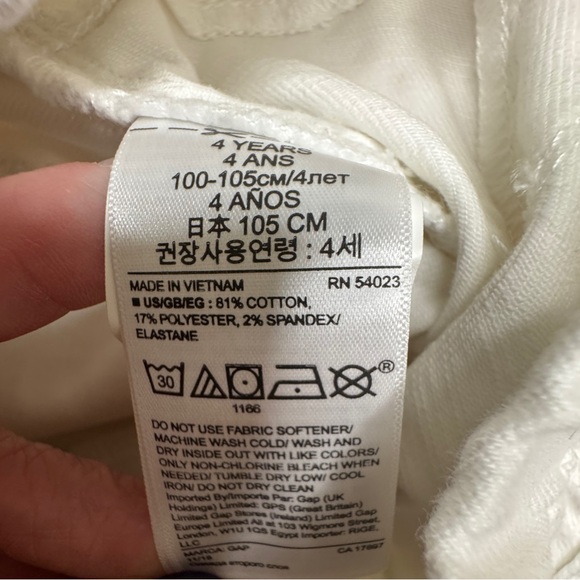 4 YEARS
4 ANS
100-105см/4лет
4 AÑOS
日本 105 CM
권장사용연령 : 4세
MADE IN VIETNAM RN 54023
■ US/GB/EG : 81% COTTON,
17% POLYESTER, 2% SPANDEX/
ELASTANE
30 ®
1166
DO NOT USE FABRIC SOFTENER/
MACHINE WASH COLD/ WASH AND
DRY INSIDE OUT WITH LIKE COLORS/
ONLY NON-CHLORINE BLEACH WHEN
NEEDED/ TUMBLE DRY LOW/ COOL
IRON/ DO NOT DRY CLEAN
Imported By/Importe Par: Gap (UK
Holdings) Limited: GPS (Great Britain)
Limited Gap Stores (Ireland) Limited Gap
Europe Limited All at 103 Wigmore Street,
London, W1U 1QS Egypt Importer: RIGE,
LLC
MARCA: GAP CA 17897